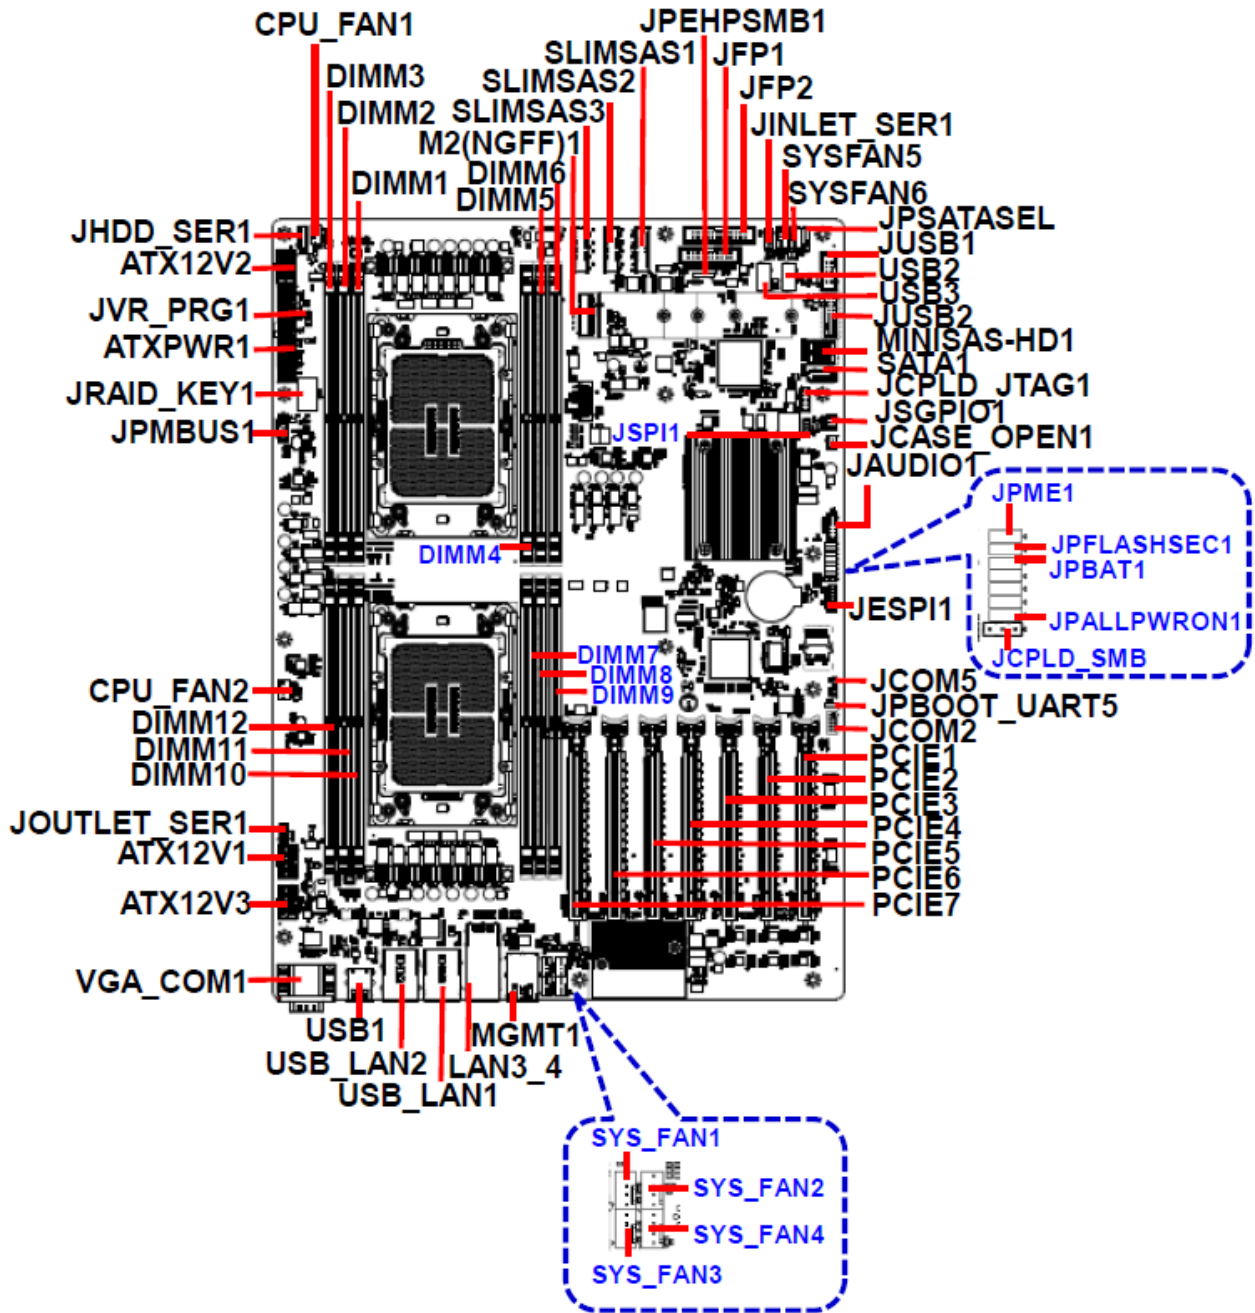 CPU_FAN1
JPEHPSMB1
SLIMSAS1
JFP1
DIMM3
SLIMSAS2
JFP2
DIMM2
SLIMSAS3
JINLET_SER1
M2(NGFF)1
SYSFAN5
DIMM1
DIMM6
DIMM5
SYSFAN6
JHDD_SER1
JPSATASEL
JUSB1
ATX12V2
USB2
USB3
JVR_PRG1
JUSB2
ATXPWR1
MINISAS-HD1
SATA1
JRAID_KEY1
JCPLD_JTAG1
JSGPIO1
JPMBUS1
JSPI1
JCASE_OPEN1
JAUDIO1
JPME1
DIMM4
JPFLASHSEC1
JPBAT1
JESPI1
JPALLPWRON1
JCPLD_SMB
DIMM7
DIMM8
DIMM9
CPU_FAN2
JCOM5
JPBOOT_UART5
DIMM12
JCOM2
DIMM11
PCIE1
DIMM10
PCIE2
PCIE3
JOUTLET_SER1
PCIE4
ATX12V1
PCIE5
PCIE6
ATX12V3
PCIE7
VGA_COM1
USB1
MGMT1
USB_LAN2
LAN3_4
USB_LAN1
SYS_FAN1
SYS_FAN2
SYS_FAN4
SYS_FAN3